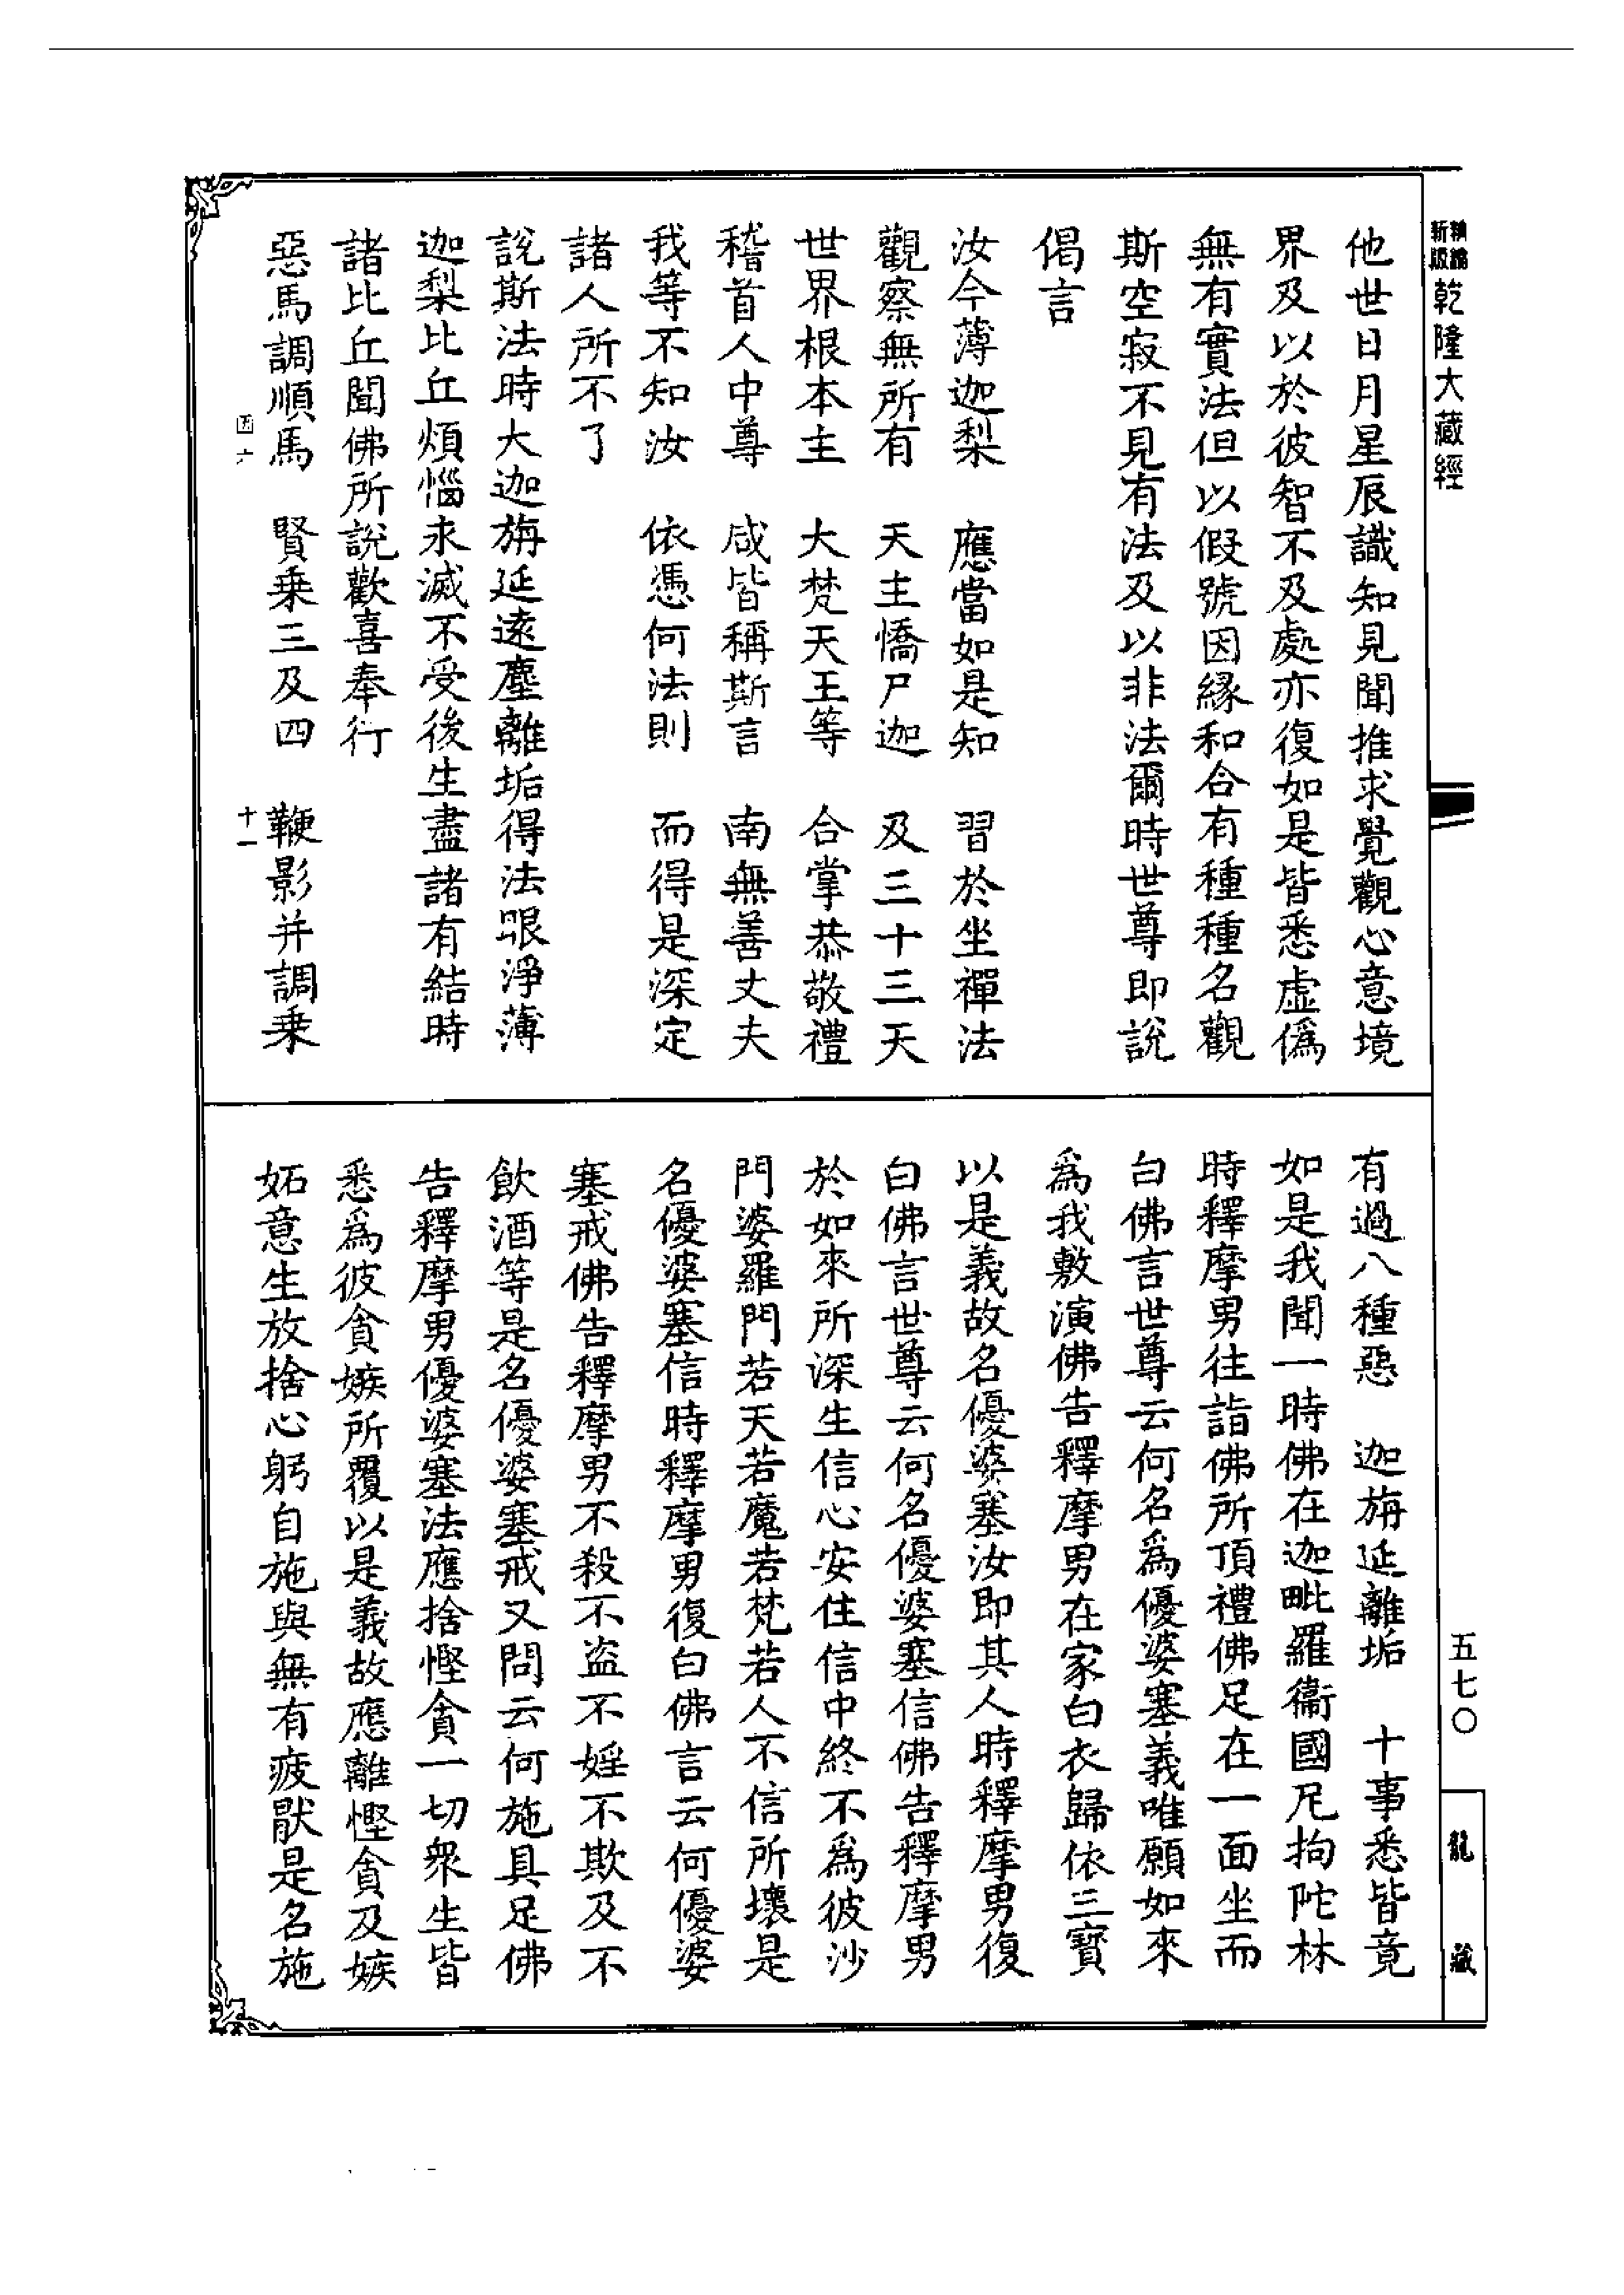 新版 精縮 乾隆大藏經
他世日月星辰識知見聞推求覺觀心意境
界及以於彼智不及處亦復如是皆悉虛偽
無有實法但以假號因緣和合有種種名觀
斯空寂不見有法及以非法爾時世尊即說
偈言
汝今薄迦梨　應當如是知　習於坐禪法
觀察無所有　天主憍尸迦　及三十三天
世界根本主　大梵天王等　合掌恭敬禮
稽首人中尊　咸皆稱斯言　南無善丈夫
我等不知汝　依憑何法則　而得是深定
諸人所不了
說斯法時大迦旃延遠塵離垢得法眼淨薄
迦梨比丘煩惱永滅不受後生盡諸有結時
諸比丘聞佛所說歡喜奉行
惡馬調順馬　賢乗三及四　鞭影并調乗
十一
有過八種惡　迦旃延離垢　十事悉皆竟
如是我聞一時佛在迦毗羅衞國尼拘陀林
時釋摩男往詣佛所頂禮佛足在一面坐而
白佛言世尊云何名為優婆塞義唯願如來
為我敷演佛告釋摩男在家白衣歸依三寶
以是義故名優婆塞汝即其人時釋摩男復
白佛言世尊云何名優婆塞信佛告釋摩男
於如來所深生信心安住信中終不為彼沙
門婆羅門若天若魔若梵若人不信所壞是
名優婆塞信時釋摩男復白佛言云何優婆
塞戒佛告釋摩男不殺不盜不婬不欺及不
飲酒等是名優婆塞戒又問云何施具足佛
告釋摩男優婆塞法應捨慳貪一切眾生皆
悉為彼貪嫉所覆以是義故應離慳貪及嫉
妬意生放捨心躬自施與無有疲猒是名施
五七〇
龍藏